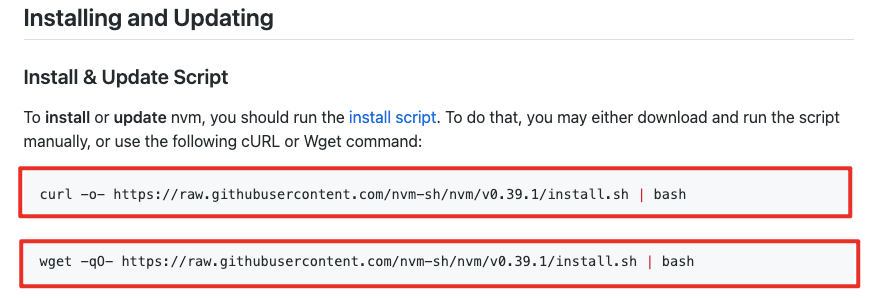 Installing and Updating
Install & Update Script
To install or update nvm, you should run the install script. To do that, you may either download and run the script
manually, or use the following cURL or Wget command:
curl -o- https://raw.githubusercontent.com/nvm-sh/nvm/v0.39.1/install.sh | bash
wget -qO- https://raw.githubusercontent.com/nvm-sh/nvm/v0.39.1/install.sh | bash